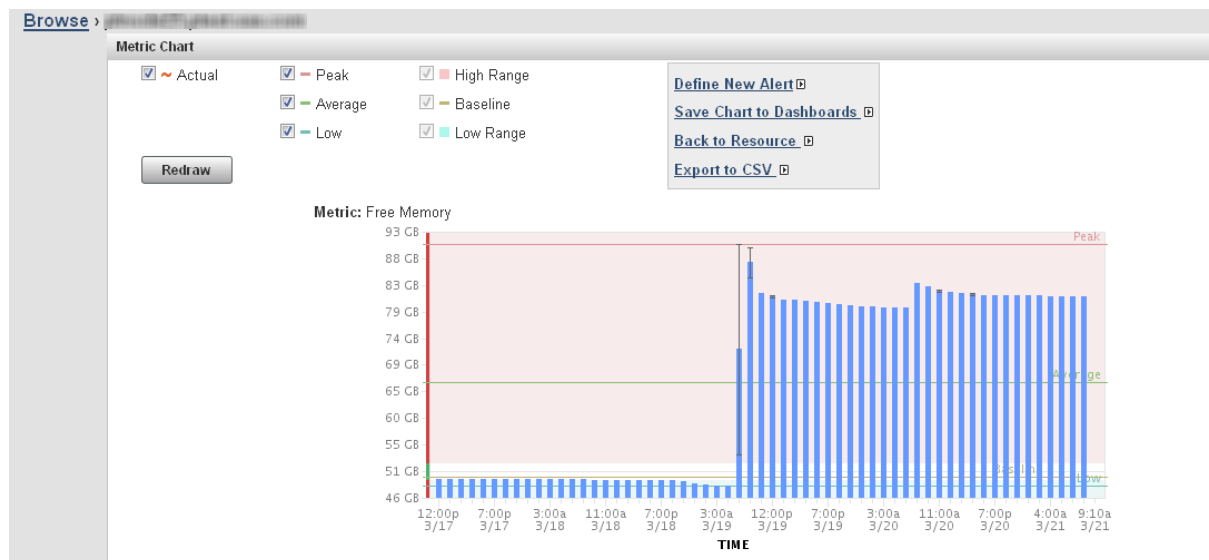 Browse ›
Metric Chart
~ Actual
Peak
High Range
Average
Baseline
Low
Low Range
Redraw
Define New Alert
Save Chart to Dashboards
Back to Resource
Export to CSV
Metric: Free Memory
93 GB
88 GB
83 GB
79 GB
74 GB
69 GB
65 GB
60 GB
55 GB
51 GB
46 GB
Peak
Average
Baselin
Low
12:00p 7:00p 3:00a 11:00a 7:00p 3:00a 12:00p 7:00p 3:00a 11:00a 7:00p 4:00a 9:10a
3/17 3/17 3/18 3/18 3/18 3/19 3/19 3/19 3/20 3/20 3/20 3/21 3/21
TIME